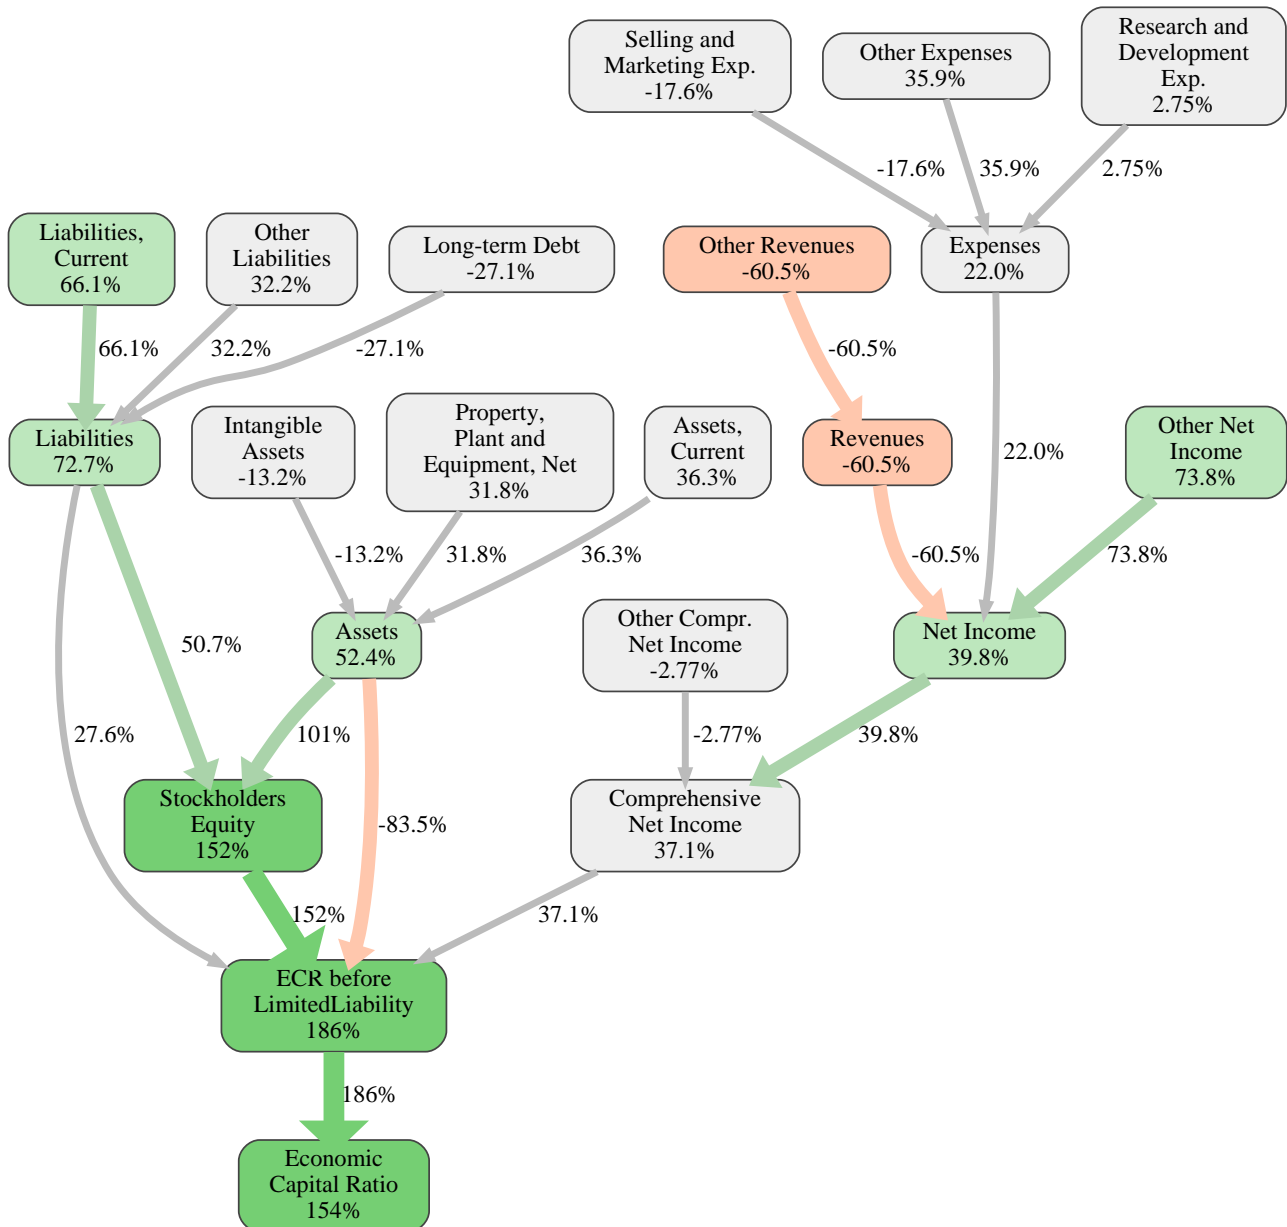 Selling and
Marketing Exp.
-17.6%
Other Expenses
35.9%
Research and
Development
Exp.
2.75%
-17.6%
35.9%
2.75%
Liabilities,
Current
66.1%
Other
Liabilities
32.2%
Long-term Debt
-27.1%
Other Revenues
-60.5%
Expenses
22.0%
66.1%
32.2%
-27.1%
-60.5%
Liabilities
72.7%
Intangible
Assets
-13.2%
Property,
Plant and
Equipment, Net
31.8%
Assets,
Current
36.3%
Revenues
-60.5%
22.0%
Other Net
Income
73.8%
-13.2%
31.8%
36.3%
-60.5%
73.8%
50.7%
Assets
52.4%
Other Compr.
Net Income
-2.77%
Net Income
39.8%
27.6%
101%
-2.77%
39.8%
Stockholders
Equity
152%
-83.5%
Comprehensive
Net Income
37.1%
152%
37.1%
ECR before
LimitedLiability
186%
186%
Economic
Capital Ratio
154%